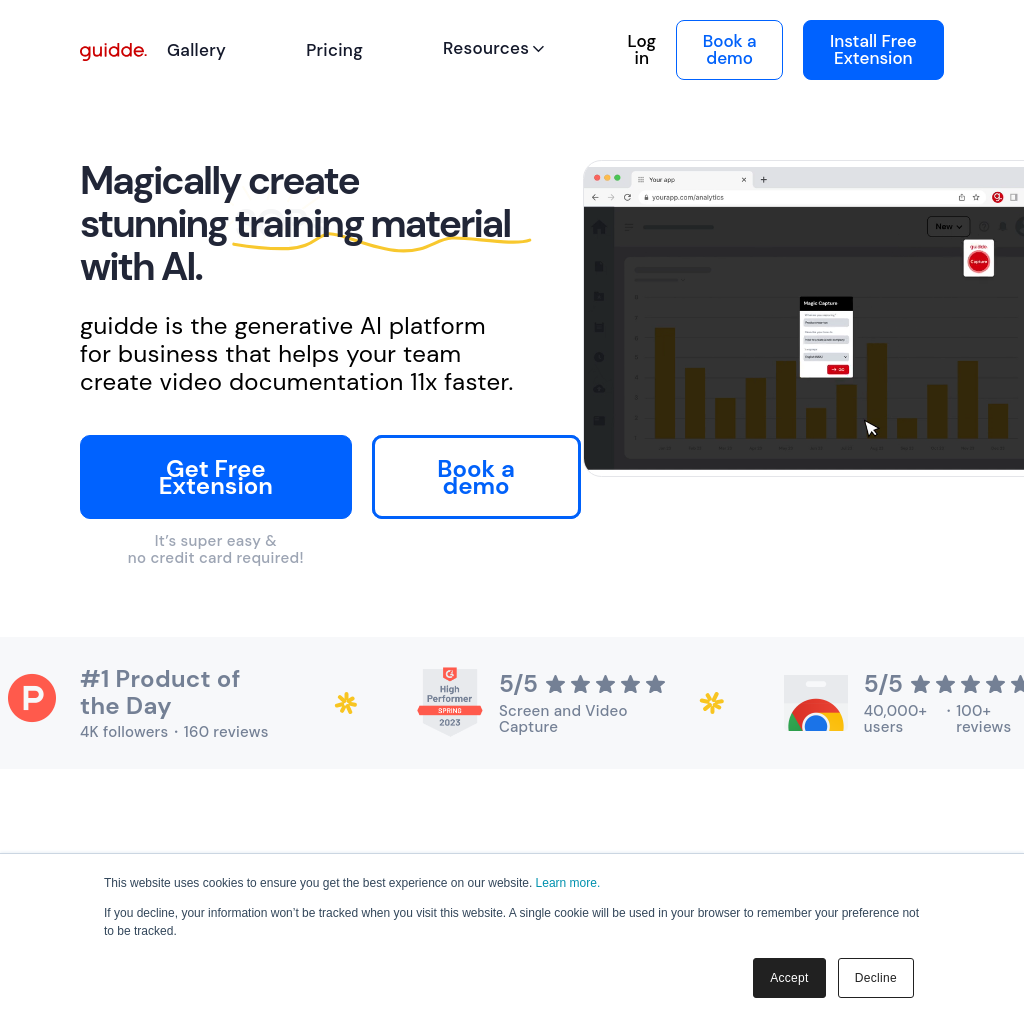 guidde.
Gallery
Pricing
Resources
Log
in
Book a
demo
Install Free
Extension
Magically create
stunning training material
with AI.
guidde is the generative AI platform
for business that helps your team
create video documentation 11x faster.
Get Free
Extension
Book a
demo
It’s super easy &
no credit card required!
Your app
yourapp.com/analytics
New
guidde
Capture
Magic Capture
GO
#1 Product of
the Day
4K followers · 160 reviews
High
Performer
SPRING
2023
5/5
Screen and Video
Capture
5/5
40,000+
users
· 100+
reviews
This website uses cookies to ensure you get the best experience on our website. Learn more.
If you decline, your information won’t be tracked when you visit this website. A single cookie will be used in your browser to remember your preference not
to be tracked.
Accept
Decline